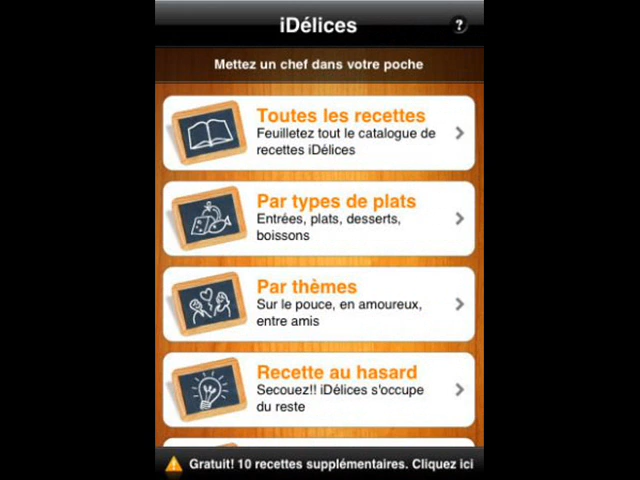 iDélices
?
Mettez un chef dans votre poche
Toutes les recettes
Feuilletez tout le catalogue de
recettes iDélices
Par types de plats
Entrées, plats, desserts,
boissons
Par thèmes
Sur le pouce, en amoureux,
entre amis
Recette au hasard
Secouez!! iDélices s'occupe
du reste
Gratuit! 10 recettes supplémentaires. Cliquez ici